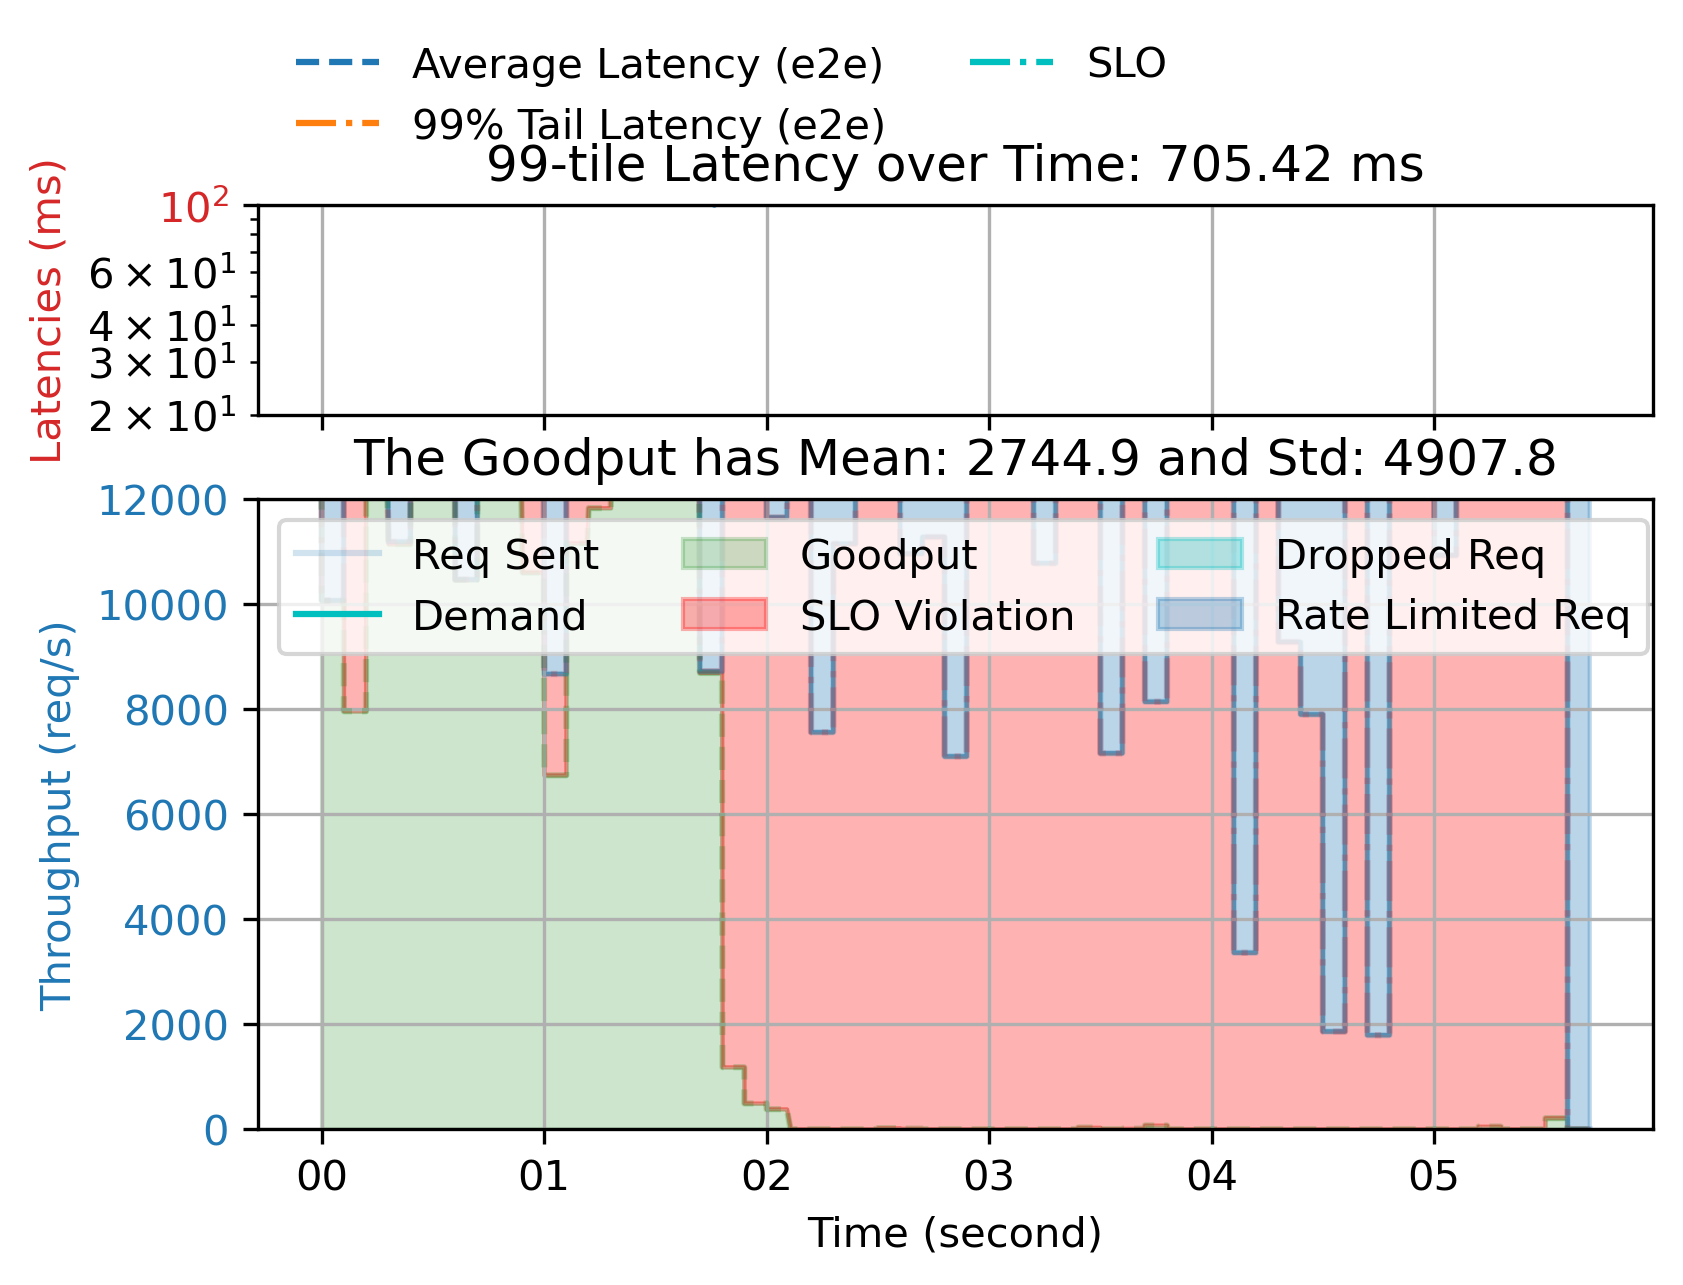 Average Latency (e2e)
SLO
99% Tail Latency (e2e)
99-tile Latency over Time: 705.42 ms
Latencies (ms)
10²
6 × 10¹
4 × 10¹
3 × 10¹
2 × 10¹
The Goodput has Mean: 2744.9 and Std: 4907.8
Throughput (req/s)
12000
10000
8000
6000
4000
2000
0
Req Sent
Goodput
Dropped Req
Demand
SLO Violation
Rate Limited Req
00 01 02 03 04 05
Time (second)